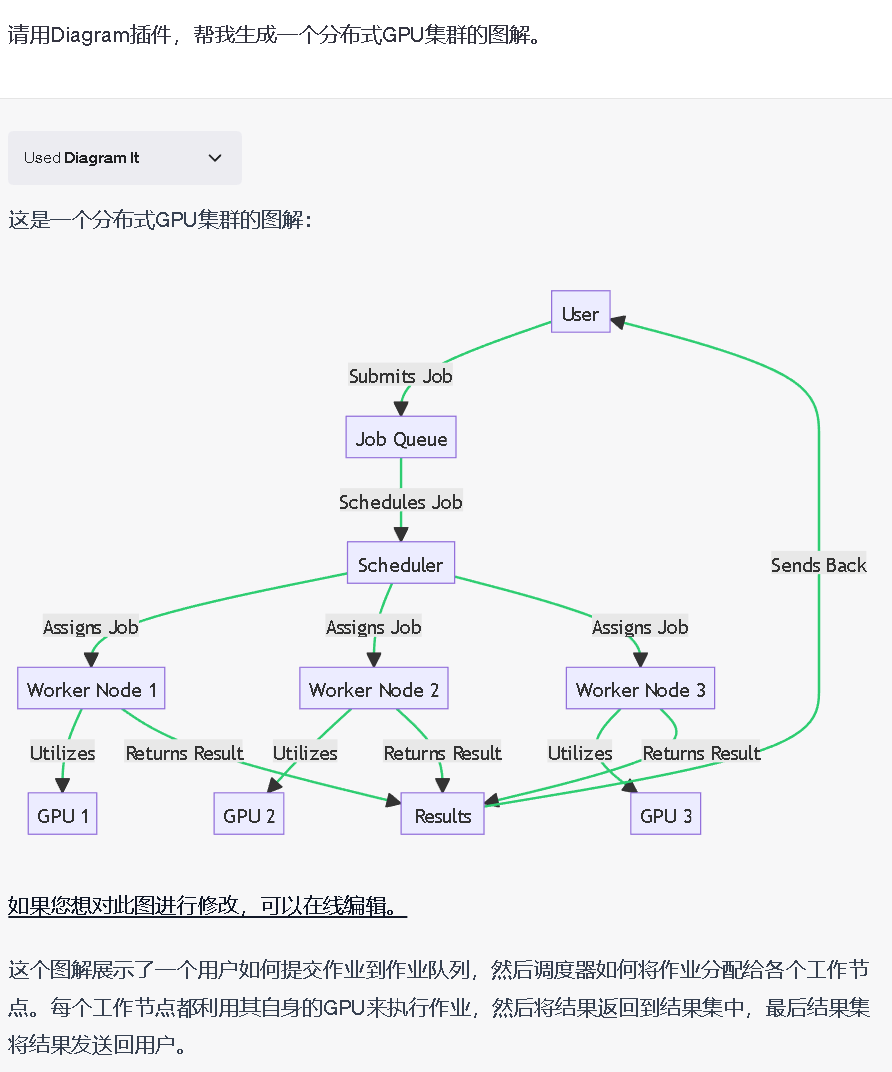 请用Diagram插件，帮我生成一个分布式GPU集群的图解。
Used Diagram It
这是一个分布式GPU集群的图解：
User
Submits Job
Job Queue
Schedules Job
Scheduler
Sends Back
Assigns Job
Assigns Job
Assigns Job
Worker Node 1
Worker Node 2
Worker Node 3
Utilizes
Returns Result
Utilizes
Returns Result
Utilizes
Returns Result
GPU 1
GPU 2
Results
GPU 3
如果您想对此图进行修改，可以在线编辑。
这个图解展示了一个用户如何提交作业到作业队列，然后调度器如何将作业分配给各个工作节
点。每个工作节点都利用其自身的GPU来执行作业，然后将结果返回到结果集中，最后结果集
将结果发送回用户。